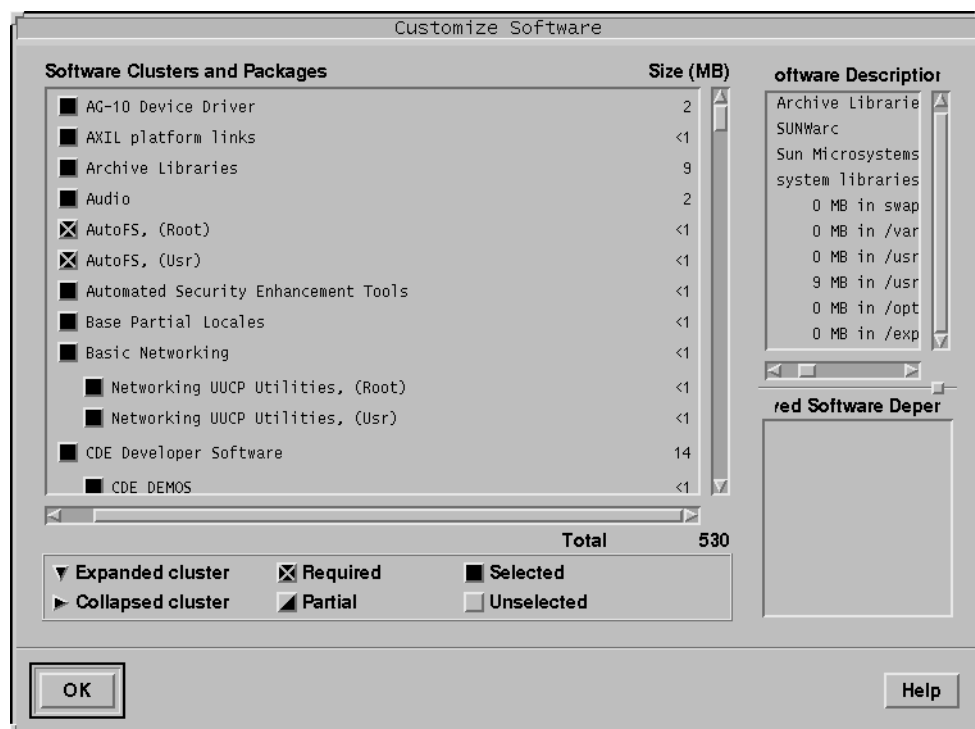 Customize Software
Software Clusters and Packages Size (MB)
AG-10 Device Driver 2
AXIL platform links <1
Archive Libraries 9
Audio 2
AutoFS, (Root) <1
AutoFS, (Usr) <1
Automated Security Enhancement Tools <1
Base Partial Locales <1
Basic Networking <1
Networking UUCP Utilities, (Root) <1
Networking UUCP Utilities, (Usr) <1
CDE Developer Software 14
CDE DEMOS <1
Total 530
Expanded cluster Required Selected
Collapsed cluster Partial Unselected
oftware Description
Archive Librarie
SUNWarc
Sun Microsystems
system libraries
0 MB in swap
0 MB in /var
0 MB in /usr
9 MB in /usr
0 MB in /opt
0 MB in /exp
ved Software Deper
OK Help